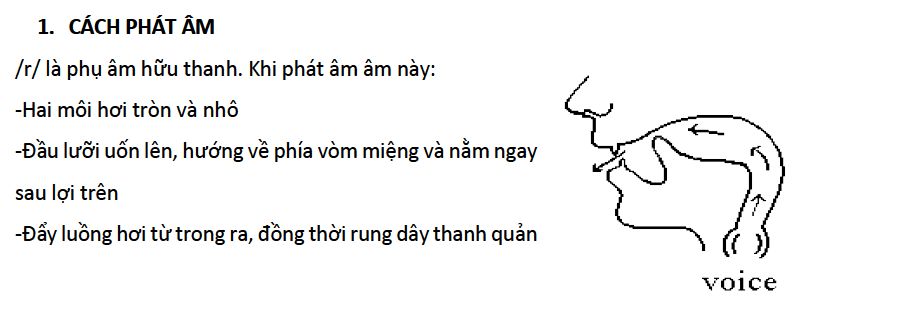 1. CÁCH PHÁT ÂM
/r/ là phụ âm hữu thanh. Khi phát âm âm này:
-Hai môi hơi tròn và nhô
-Đầu lưỡi uốn lên, hướng về phía vòm miệng và nằm ngay
sau lợi trên
-Đẩy luồng hơi từ trong ra, đồng thời rung dây thanh quản
voice